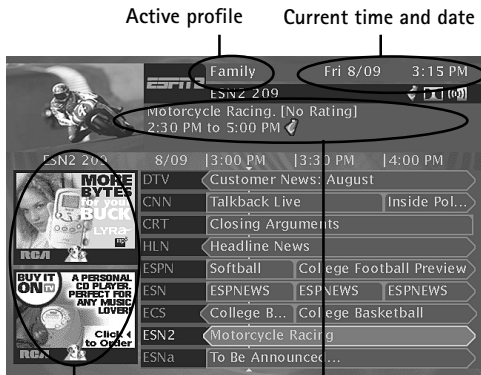 Active profile
Current time and date
Family Fri 8/09 3:15 PM
ESPN
ESN2 209
Motorcycle Racing. [No Rating]
2:30 PM to 5:00 PM
ESN2 209 8/09 3:00 PM 3:30 PM 4:00 PM
MORE
BYTES
for your
BUCK
LYRA
mp3
RCA
BUY IT
ON TV
A PERSONAL
CD PLAYER.
PERFECT FOR
ANY MUSIC
LOVER!
Click
to Order
RCA
DTV Customer News: August
CNN Talkback Live Inside Pol...
CRT Closing Arguments
HLN Headline News
ESPN Softball College Football Preview
ESN ESPNEWS ESPNEWS ESPNEWS
ECS College B... College Basketball
ESN2 Motorcycle Racing
ESNa To Be Announced...